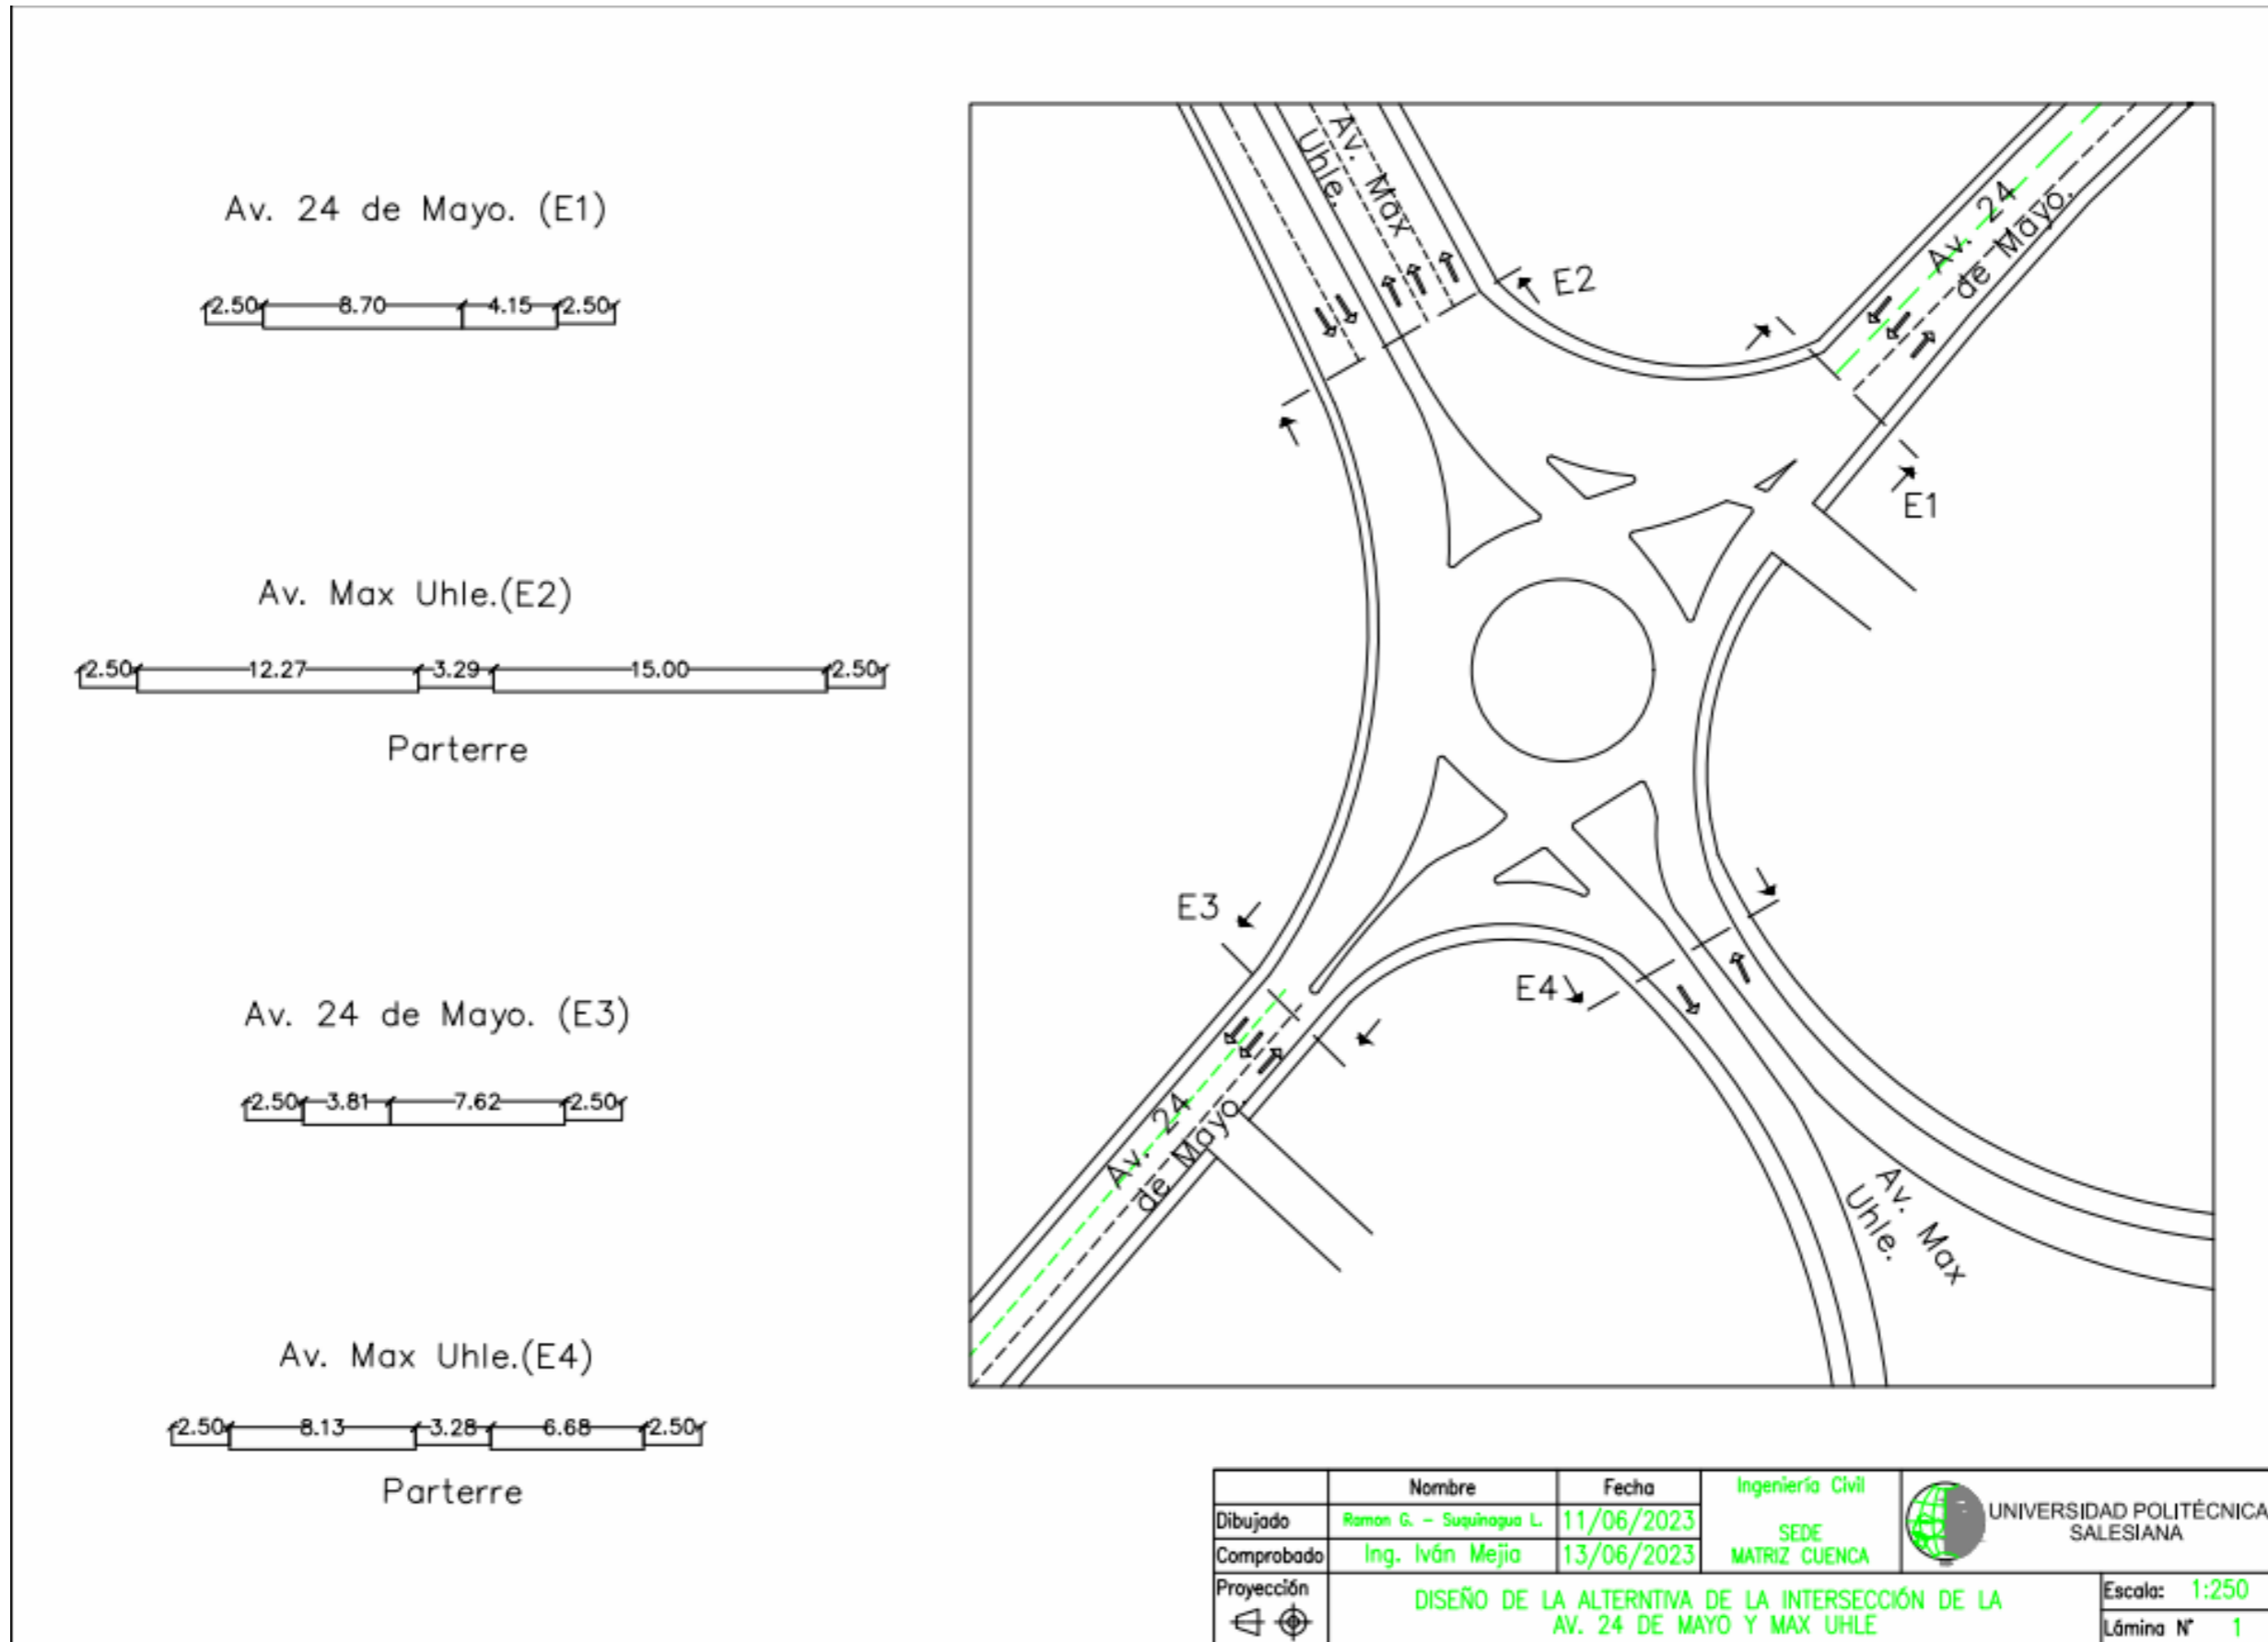 Av. 24 de Mayo. (E1)
2.50 8.70 4.15 2.50
Av. Max Uhle.(E2)
2.50 12.27 3.29 15.00 2.50
Parterre
Av. 24 de Mayo. (E3)
2.50 3.81 7.62 2.50
Av. Max Uhle.(E4)
2.50 8.13 3.28 6.68 2.50
Parterre
Av. Max
Uhle.
E2
Av. 24
de Mayo.
E1
E3
E4
Av. 24
de Mayo.
Av. Max
Uhle.
Nombre Fecha
Dibujado Ramon G. - Suquinagua L. 11/06/2023
Comprobado Ing. Iván Mejia 13/06/2023
Ingeniería Civil
SEDE
MATRIZ CUENCA
UNIVERSIDAD POLITÉCNICA
SALESIANA
Proyección
DISEÑO DE LA ALTERNTIVA DE LA INTERSECCIÓN DE LA
AV. 24 DE MAYO Y MAX UHLE
Escala: 1:250
Lámina N° 1